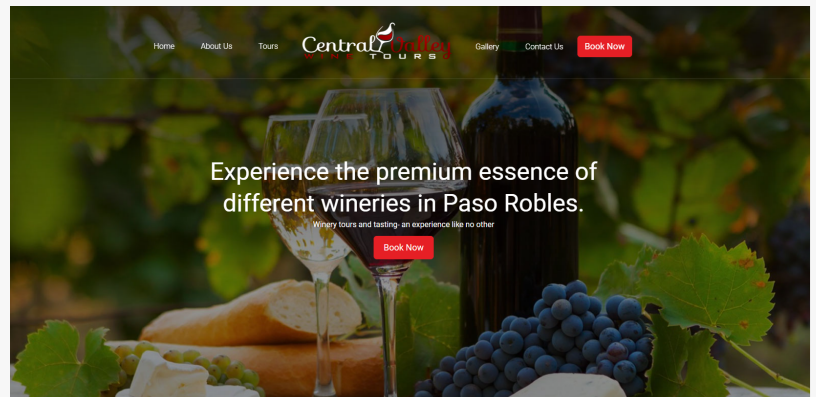 Home
About Us
Tours
Central Valley
WINE TOURS
Gallery
Contact Us
Book Now
Experience the premium essence of
different wineries in Paso Robles.
Winery tours and tasting- an experience like no other
Book Now